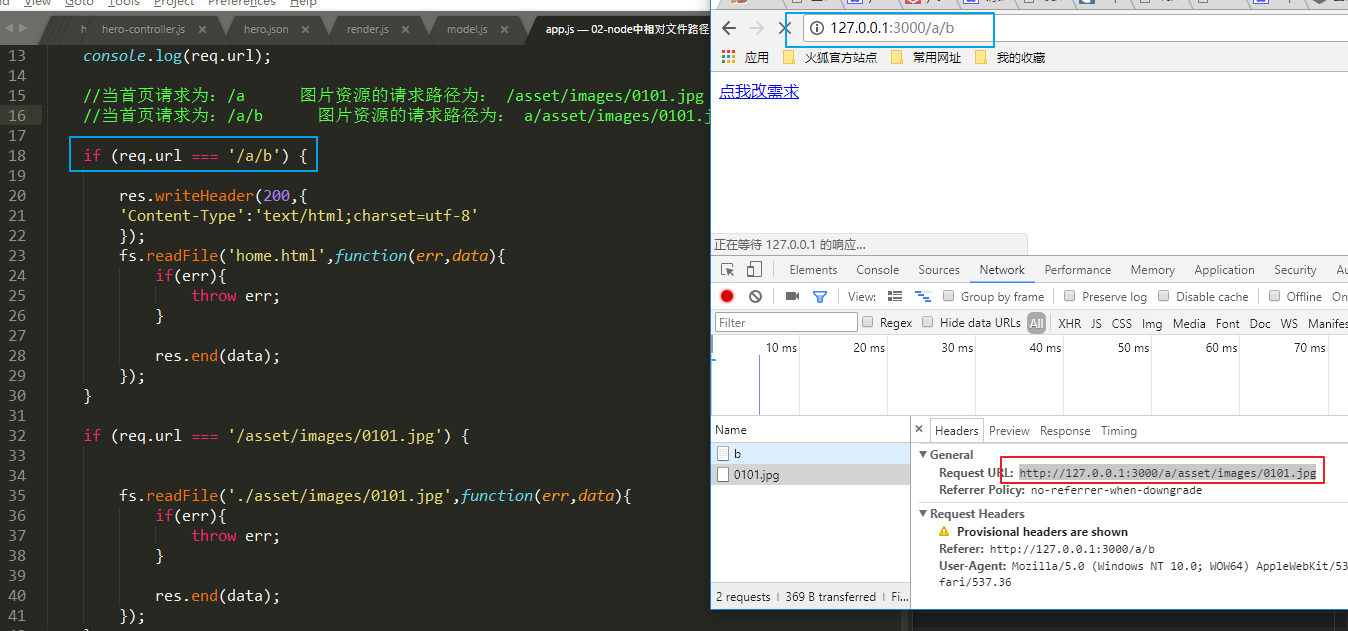 View Goto Tools Project Preferences Help
h hero-controller.js × hero.json × render.js × model.js × app.js — 02-node中相对文件路径
13 console.log(req.url);
14
15 //当首页请求为：/a 图片资源的请求路径为： /asset/images/0101.jpg
16 //当首页请求为：/a/b 图片资源的请求路径为： a/asset/images/0101.j
17
18 if (req.url === '/a/b') {
19
20 res.writeHeader(200,{
21 'Content-Type':'text/html;charset=utf-8'
22 });
23 fs.readFile('home.html',function(err,data){
24 if(err){
25 throw err;
26 }
27
28 res.end(data);
29 });
30 }
31
32 if (req.url === '/asset/images/0101.jpg') {
33
34
35 fs.readFile('./asset/images/0101.jpg',function(err,data){
36 if(err){
37 throw err;
38 }
39
40 res.end(data);
41 });
127.0.0.1:3000/a/b
应用 火狐官方站点 常用网址 我的收藏
点我改需求
正在等待 127.0.0.1 的响应...
Elements Console Sources Network Performance Memory Application Security Au
View: Group by frame Preserve log Disable cache Offline On
Filter Regex Hide data URLs All XHR JS CSS Img Media Font Doc WS Manifes
10 ms 20 ms 30 ms 40 ms 50 ms 60 ms 70 ms
Name
b
0101.jpg
2 requests | 369 B transferred | Fi...
× Headers Preview Response Timing
General
Request URL: http://127.0.0.1:3000/a/asset/images/0101.jpg
Referrer Policy: no-referrer-when-downgrade
Request Headers
Provisional headers are shown
Referer: http://127.0.0.1:3000/a/b
User-Agent: Mozilla/5.0 (Windows NT 10.0; WOW64) AppleWebKit/53
fari/537.36